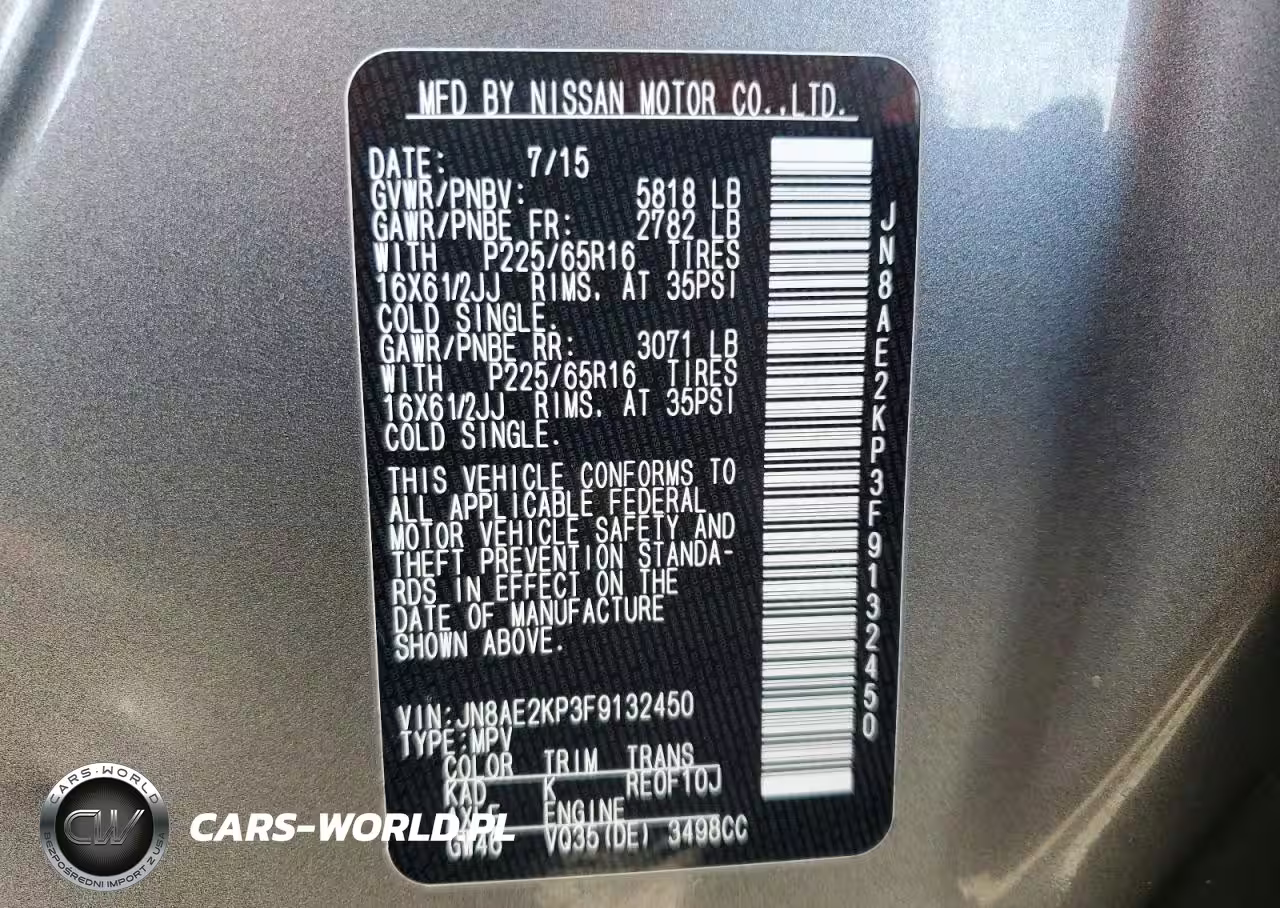 MFD BY NISSAN MOTOR CO.,LTD.
DATE: 7/15
GVWR/PNBV: 5818 LB
GAWR/PNBE FR: 2782 LB
WITH P225/65R16 TIRES
16X61/2JJ RIMS. AT 35PSI
COLD SINGLE.
GAWR/PNBE RR: 3071 LB
WITH P225/65R16 TIRES
16X61/2JJ RIMS. AT 35PSI
COLD SINGLE.
THIS VEHICLE CONFORMS TO
ALL APPLICABLE FEDERAL
MOTOR VEHICLE SAFETY AND
THEFT PREVENTION STANDA-
RDS IN EFFECT ON THE
DATE OF MANUFACTURE
SHOWN ABOVE.
VIN:JN8AE2KP3F9132450
TYPE:MPV
COLOR TRIM TRANS
KAD K RE0F10J
ENGINE
VQ35(DE) 3498CC
JN8AE2KP3F9132450
CARS-WORLD
CW
BEZPOŚREDNI IMPORT Z USA
CARS-WORLD.PL